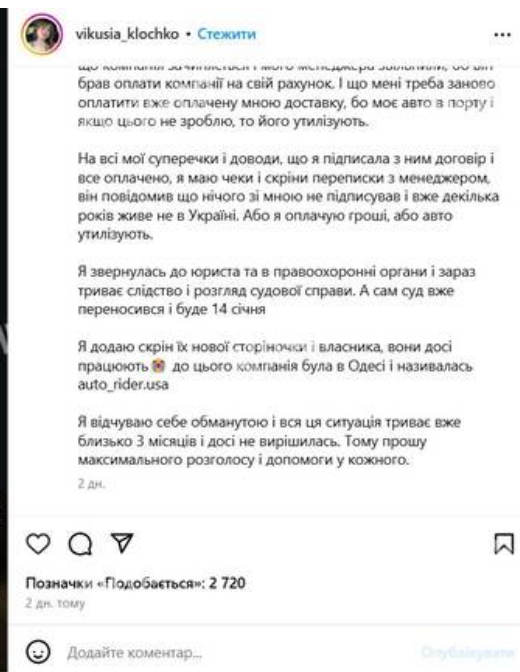 vikusia_klochko • Стежити
що компанія зачиняється і мого менеджера звільнили, бо він
брав оплати компанії на свій рахунок. І що мені треба заново
оплатити вже оплачену мною доставку, бо моє авто в порту і
якщо цього не зроблю, то його утилізують.
На всі мої суперечки і доводи, що я підписала з ним договір і
все оплачено, я маю чеки і скріни переписки з менеджером,
він повідомив що нічого зі мною не підписував і вже декілька
років живе не в Україні. Або я оплачую гроші, або авто
утилізують.
Я звернулась до юриста та в правоохоронні органи і зараз
триває слідство і розгляд судової справи. А сам суд вже
переносився і буде 14 січня
Я додаю скрін їх нової сторіночки і власника, вони досі
працюють 🤯 до цього компанія була в Одесі і називалась
auto_rider.usa
Я відчуваю себе обманутою і вся ця ситуація триває вже
близько 3 місяців і досі не вирішилась. Тому прошу
максимального розголосу і допомоги у кожного.
2 дн.
Позначки «Подобається»: 2 720
2 дн. тому
Додайте коментар...
Опублікувати